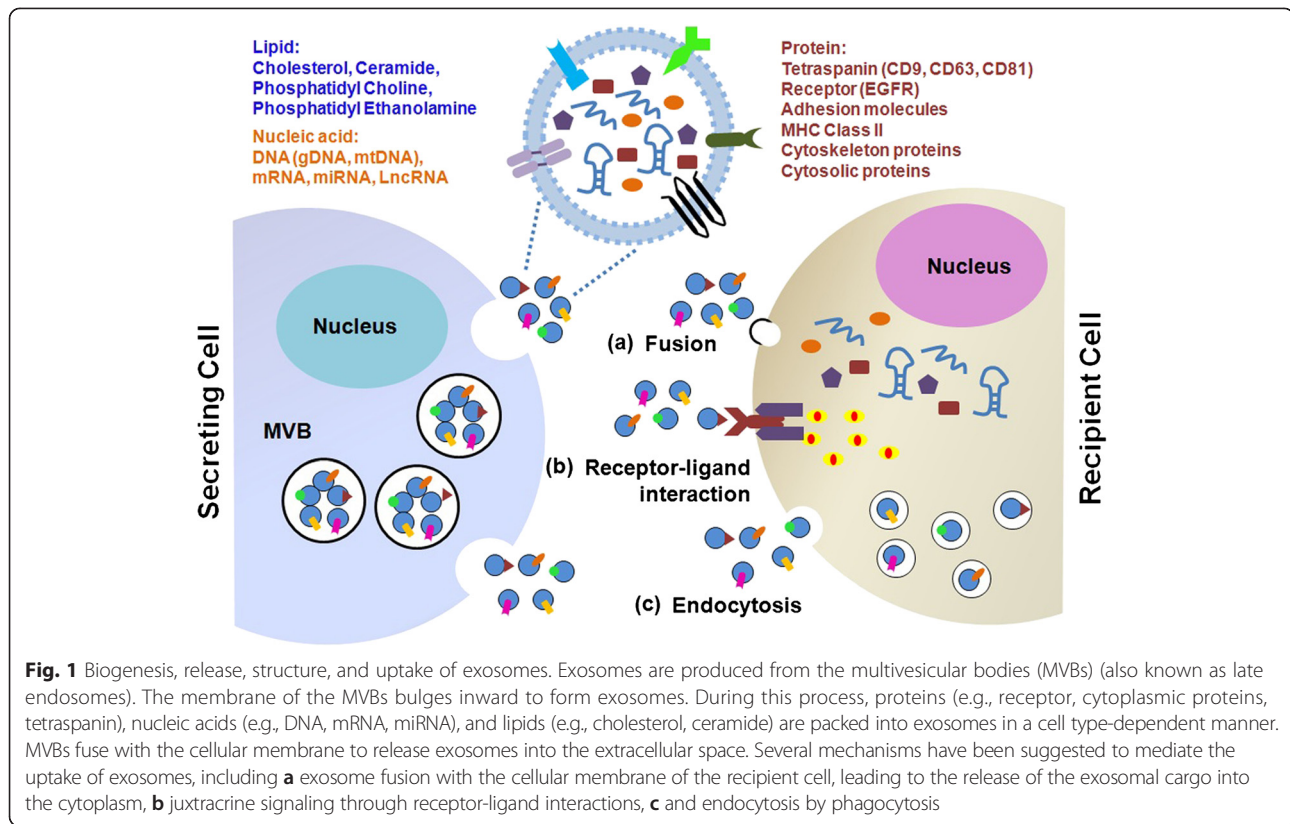 Lipid:
Cholesterol, Ceramide,
Phosphatidyl Choline,
Phosphatidyl Ethanolamine
Nucleic acid:
DNA (gDNA, mtDNA),
mRNA, miRNA, LncRNA
Protein:
Tetraspanin (CD9, CD63, CD81)
Receptor (EGFR)
Adhesion molecules
MHC Class II
Cytoskeleton proteins
Cytosolic proteins
Secreting Cell
Nucleus
MVB
(a) Fusion
(b) Receptor-ligand
interaction
(c) Endocytosis
Nucleus
Recipient Cell
Fig. 1 Biogenesis, release, structure, and uptake of exosomes. Exosomes are produced from the multivesicular bodies (MVBs) (also known as late
endosomes). The membrane of the MVBs bulges inward to form exosomes. During this process, proteins (e.g., receptor, cytoplasmic proteins,
tetraspanin), nucleic acids (e.g., DNA, mRNA, miRNA), and lipids (e.g., cholesterol, ceramide) are packed into exosomes in a cell type-dependent manner.
MVBs fuse with the cellular membrane to release exosomes into the extracellular space. Several mechanisms have been suggested to mediate the
uptake of exosomes, including a exosome fusion with the cellular membrane of the recipient cell, leading to the release of the exosomal cargo into
the cytoplasm, b juxtracrine signaling through receptor-ligand interactions, c and endocytosis by phagocytosis